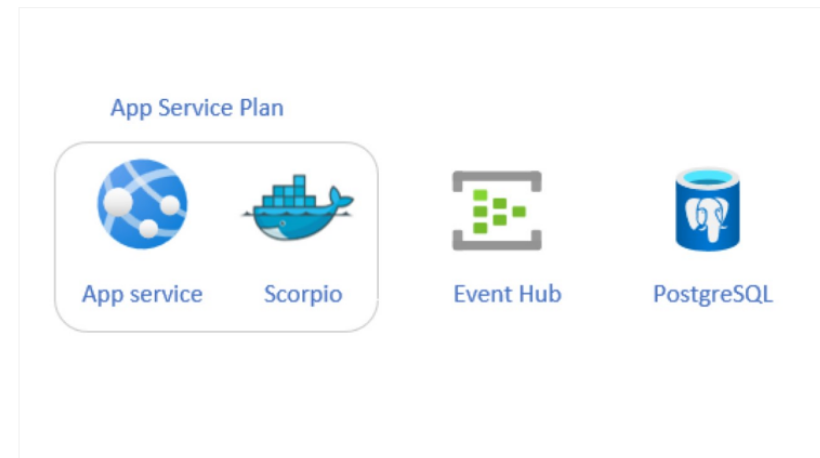 App Service Plan
App service
Scorpio
Event Hub
PostgreSQL